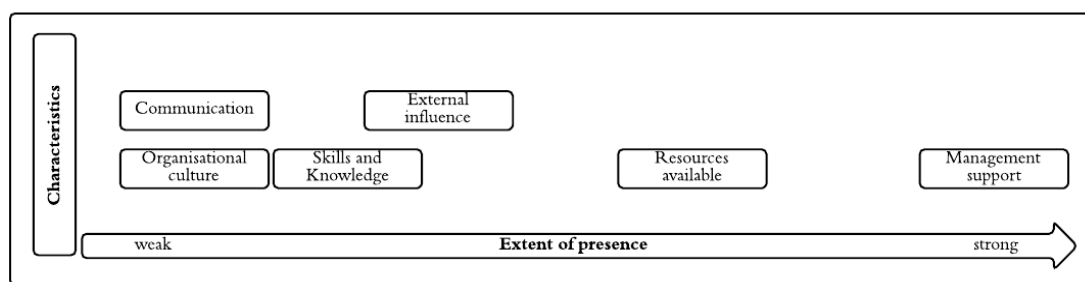 Characteristics
Communication
External
influence
Organisational
culture
Skills and
Knowledge
Resources
available
Management
support
weak
Extent of presence
strong